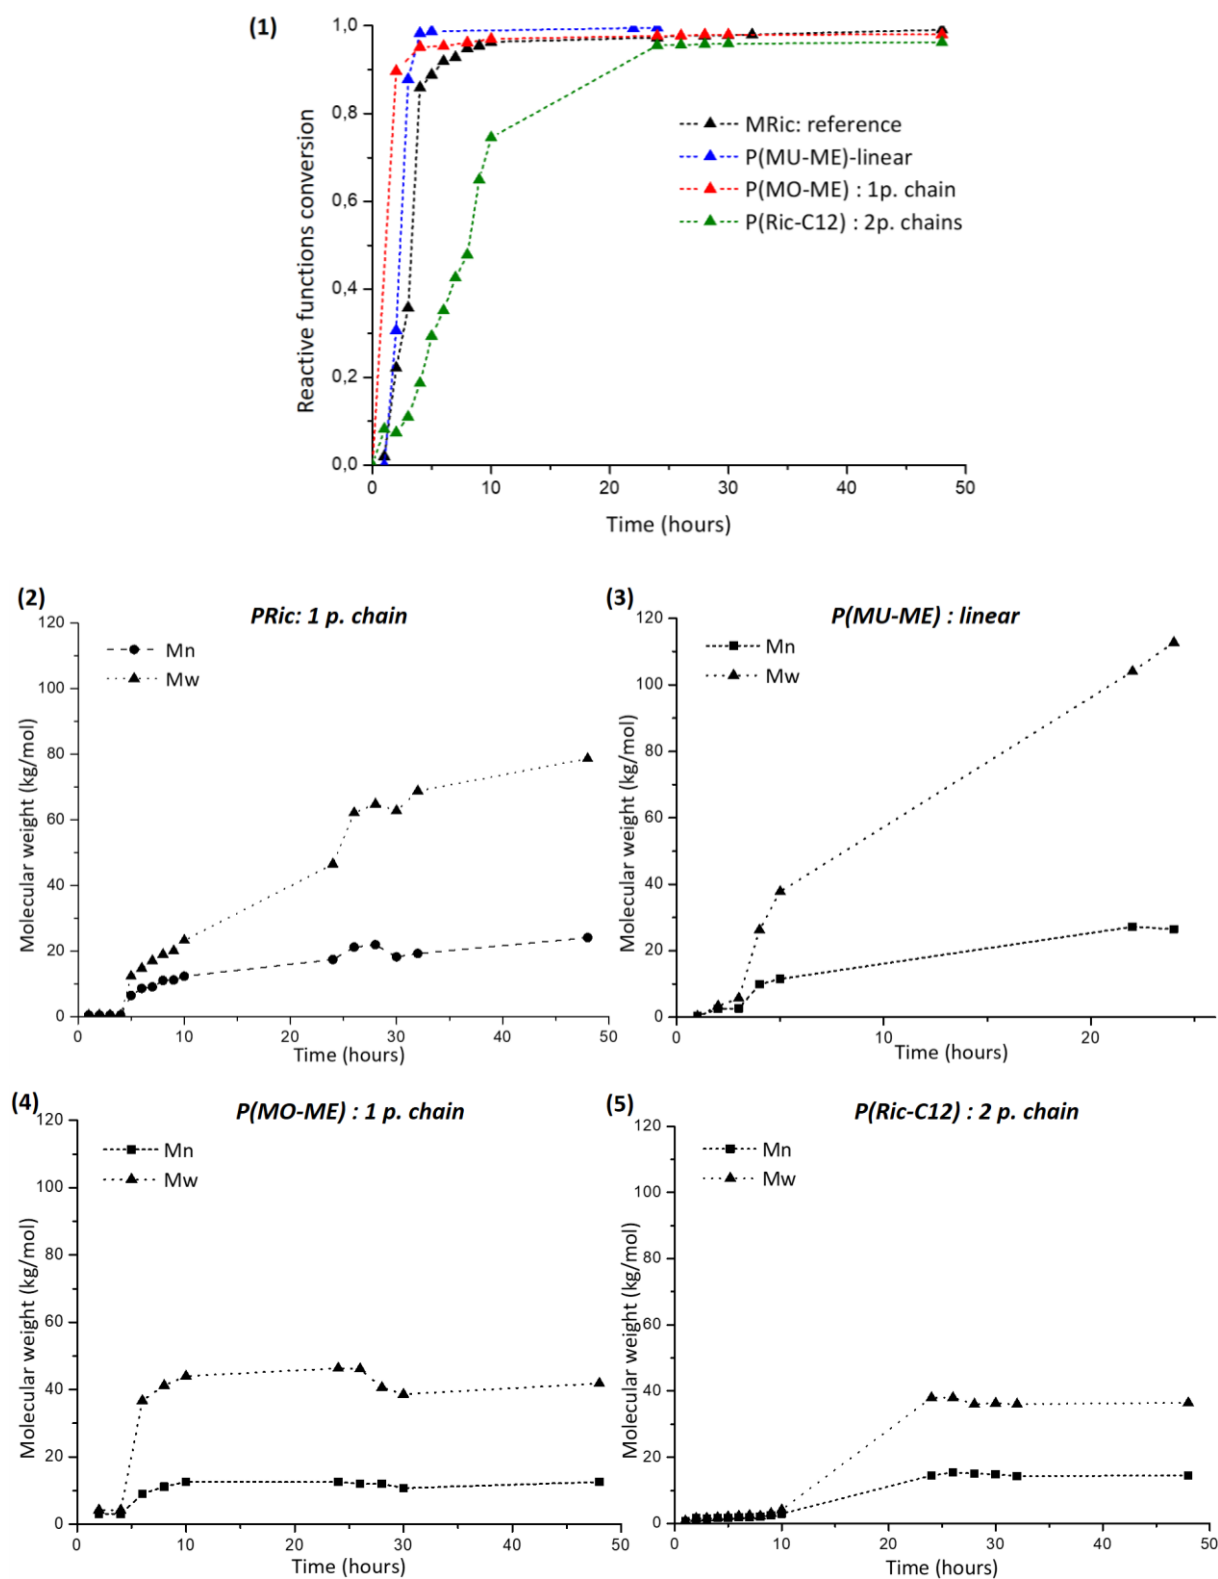 (1)
1,0
0,8
0,6
0,4
0,2
0,0
Reactive functions conversion
MRic: reference
P(MU-ME)-linear
P(MO-ME) : 1p. chain
P(Ric-C12) : 2p. chains
0 10 20 30 40 50
Time (hours)
(2)
PRic: 1 p. chain
120
100
80
60
40
20
0
Molecular weight (kg/mol)
Mn
Mw
0 10 20 30 40 50
Time (hours)
(3)
P(MU-ME) : linear
120
100
80
60
40
20
0
Molecular weight (kg/mol)
Mn
Mw
0 10 20
Time (hours)
(4)
P(MO-ME) : 1 p. chain
120
100
80
60
40
20
0
Molecular weight (kg/mol)
Mn
Mw
0 10 20 30 40 50
Time (hours)
(5)
P(Ric-C12) : 2 p. chain
120
100
80
60
40
20
0
Molecular weight (kg/mol)
Mn
Mw
0 10 20 30 40 50
Time (hours)